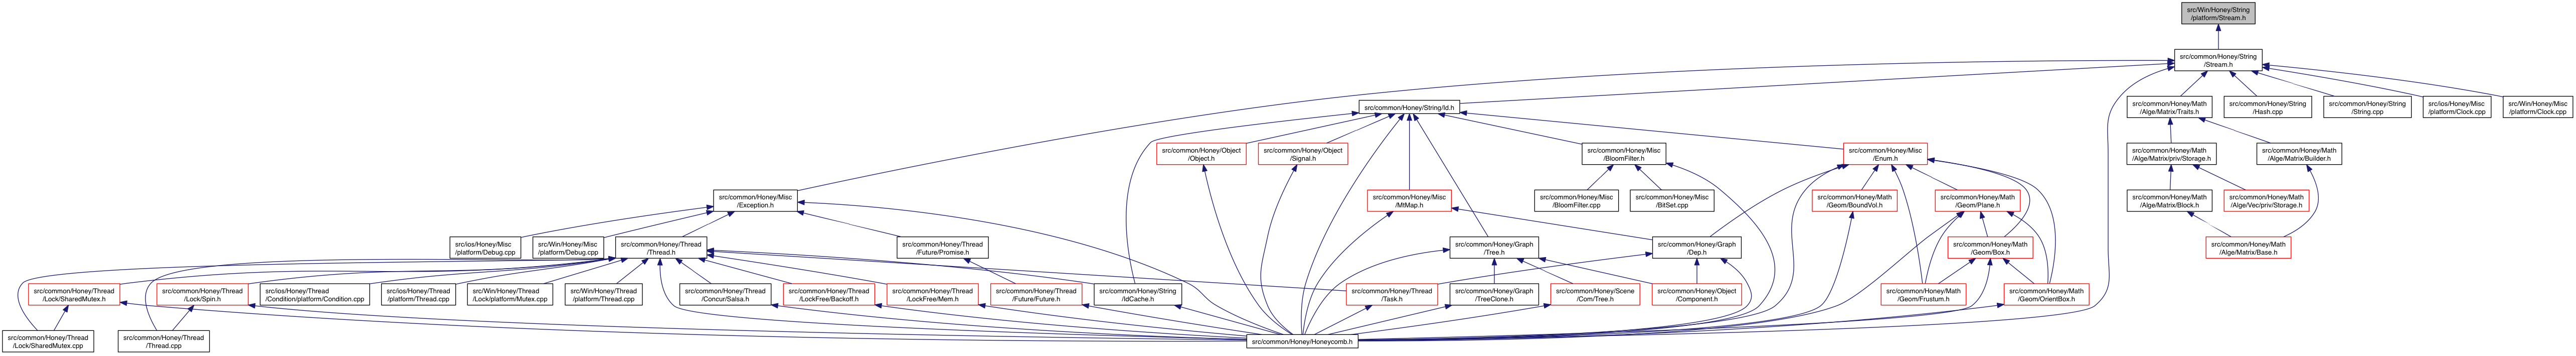 src/Win/Honey/String
/platform/Stream.h
src/common/Honey/String
/Stream.h
src/common/Honey/String/Id.h
src/common/Honey/Math
/Alge/Matrix/Traits.h
src/common/Honey/String
/Hash.cpp
src/common/Honey/String
/String.cpp
src/ios/Honey/Misc
/platform/Clock.cpp
src/Win/Honey/Misc
/platform/Clock.cpp
src/common/Honey/Object
/Object.h
src/common/Honey/Object
/Signal.h
src/common/Honey/Misc
/BloomFilter.h
src/common/Honey/Misc
/Enum.h
src/common/Honey/Math
/Alge/Matrix/priv/Storage.h
src/common/Honey/Math
/Alge/Matrix/Builder.h
src/common/Honey/Misc
/Exception.h
src/common/Honey/Misc
/MtMap.h
src/common/Honey/Misc
/BloomFilter.cpp
src/common/Honey/Misc
/BitSet.cpp
src/common/Honey/Math
/Geom/BoundVol.h
src/common/Honey/Math
/Geom/Plane.h
src/common/Honey/Math
/Alge/Matrix/Block.h
src/common/Honey/Math
/Alge/Vec/priv/Storage.h
src/ios/Honey/Misc
/platform/Debug.cpp
src/Win/Honey/Misc
/platform/Debug.cpp
src/common/Honey/Thread
/Thread.h
src/common/Honey/Thread
/Future/Promise.h
src/common/Honey/Graph
/Tree.h
src/common/Honey/Graph
/Dep.h
src/common/Honey/Math
/Geom/Box.h
src/common/Honey/Math
/Alge/Matrix/Base.h
src/common/Honey/Thread
/Lock/SharedMutex.h
src/common/Honey/Thread
/Lock/Spin.h
src/ios/Honey/Thread
/Condition/platform/Condition.cpp
src/ios/Honey/Thread
/platform/Thread.cpp
src/Win/Honey/Thread
/Lock/platform/Mutex.cpp
src/Win/Honey/Thread
/platform/Thread.cpp
src/common/Honey/Thread
/Concur/Salsa.h
src/common/Honey/Thread
/LockFree/Backoff.h
src/common/Honey/Thread
/LockFree/Mem.h
src/common/Honey/Thread
/Future/Future.h
src/common/Honey/String
/IdCache.h
src/common/Honey/Thread
/Task.h
src/common/Honey/Graph
/TreeClone.h
src/common/Honey/Scene
/Com/Tree.h
src/common/Honey/Object
/Component.h
src/common/Honey/Math
/Geom/Frustum.h
src/common/Honey/Math
/Geom/OrientBox.h
src/common/Honey/Thread
/Lock/SharedMutex.cpp
src/common/Honey/Thread
/Thread.cpp
src/common/Honey/Honeycomb.h